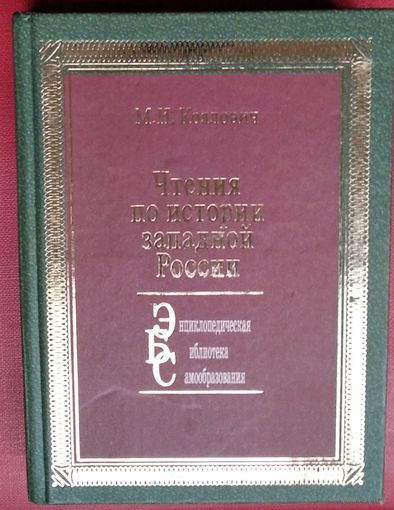 М.И. Коялович
Чтения
по истории
западной
России
Энциклопедическая
Библиотека
Самообразования